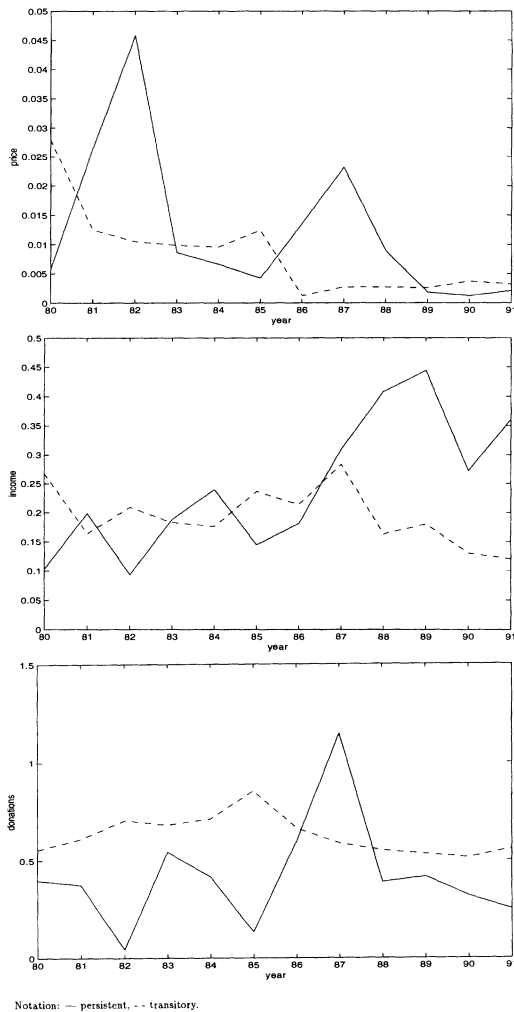 0.05
0.045
0.04
0.035
0.03
0.025
0.02
0.015
0.01
0.005
0
price
80 81 82 83 84 85 86 87 88 89 90 91
year
0.5
0.45
0.4
0.35
0.3
0.25
0.2
0.15
0.1
0.05
0
income
80 81 82 83 84 85 86 87 88 89 90 91
year
1.5
1
0.5
0
donations
80 81 82 83 84 85 86 87 88 89 90 91
year
Notation: — persistent, - - transitory.